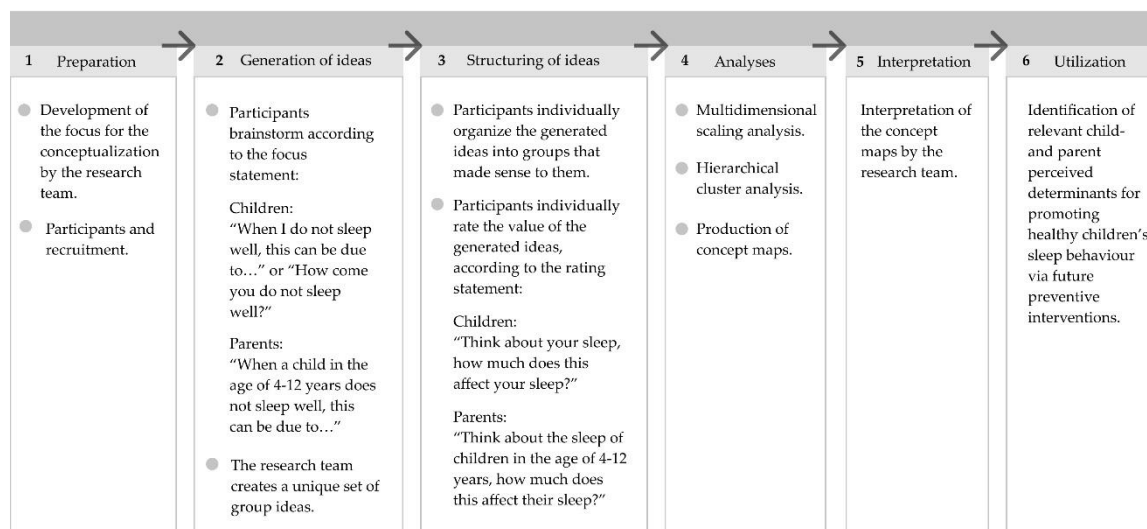 1 Preparation
Development of
the focus for the
conceptualization
by the research
team.
Participants and
recruitment.
2 Generation of ideas
Participants
brainstorm according
to the focus
statement:
Children:
“When I do not sleep
well, this can be due
to…” or “How come
you do not sleep
well?”
Parents:
“When a child in the
age of 4-12 years does
not sleep well, this
can be due to…”
The research team
creates a unique set of
group ideas.
3 Structuring of ideas
Participants individually
organize the generated
ideas into groups that
made sense to them.
Participants individually
rate the value of the
generated ideas,
according to the rating
statement:
Children:
“Think about your sleep,
how much does this
affect your sleep?”
Parents:
“Think about the sleep of
children in the age of 4-12
years, how much does
this affect their sleep?”
4 Analyses
Multidimensional
scaling analysis.
Hierarchical
cluster analysis.
Production of
concept maps.
5 Interpretation
Interpretation of
the concept
maps by the
research team.
6 Utilization
Identification of
relevant child-
and parent
perceived
determinants for
promoting
healthy children’s
sleep behaviour
via future
preventive
interventions.